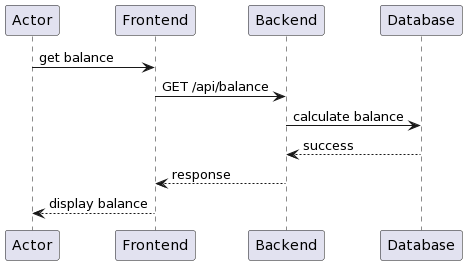 Actor Frontend Backend Database
get balance
GET /api/balance
calculate balance
success
response
display balance
Actor Frontend Backend Database